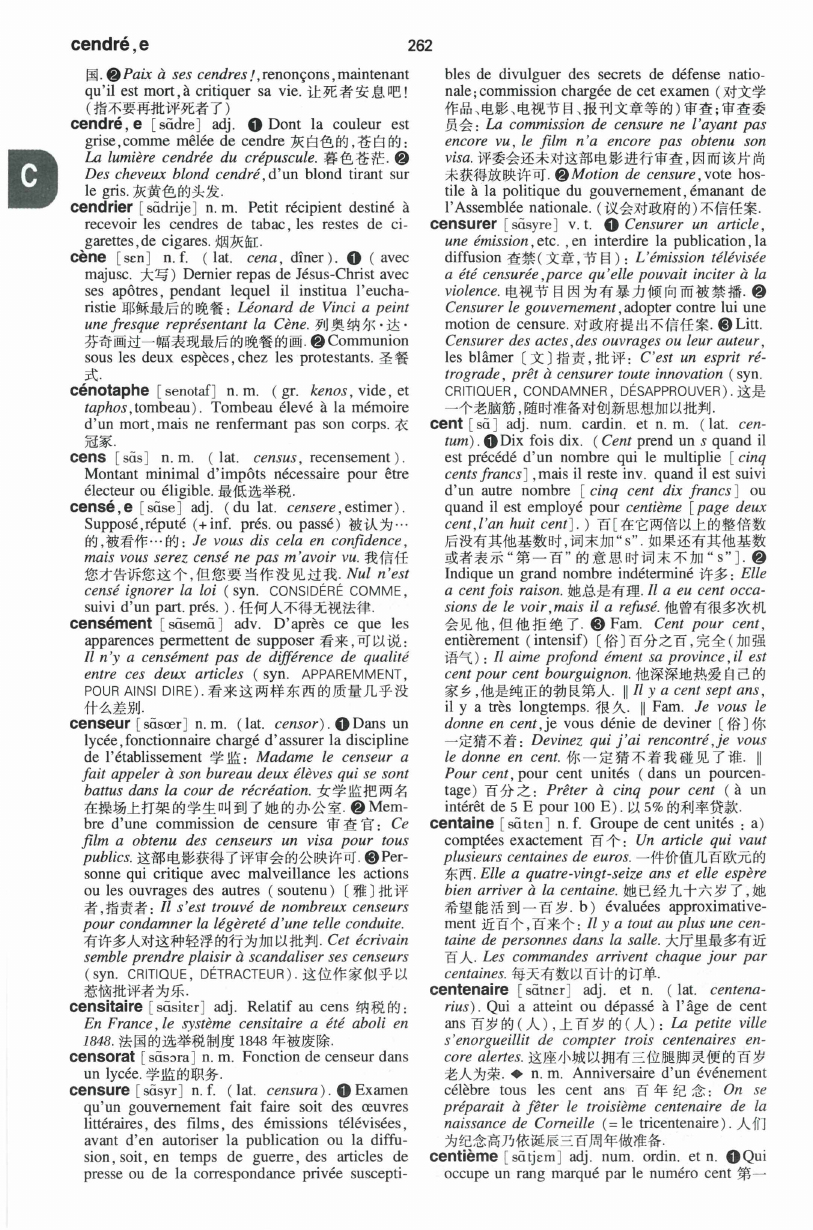 cendré,e
262
国. ❷ Paix à ses cendres !, renonçons, maintenant
qu'il est mort, à critiquer sa vie. 让死者安息吧!
(指不要再批评死者了)
cendré, e [sɑ̃dre] adj. ❶ Dont la couleur est
grise, comme mêlée de cendre 灰白色的,苍白的:
La lumière cendrée du crépuscule. 暮色苍茫. ❷
Des cheveux blond cendré, d'un blond tirant sur
le gris. 灰黄色的头发.
cendrier [sɑ̃drije] n. m. Petit récipient destiné à
recevoir les cendres de tabac, les restes de ci-
garettes, de cigares. 烟灰缸.
cène [sɛn] n. f. (lat. cena, dîner). ❶ (avec
majusc. 大写) Dernier repas de Jésus-Christ avec
ses apôtres, pendant lequel il institua l'eucha-
ristie 耶稣最后的晚餐: Léonard de Vinci a peint
une fresque représentant la Cène. 列奥纳尔·达·
芬奇画过一幅表现最后的晚餐的画. ❷ Communion
sous les deux espèces, chez les protestants. 圣餐
式.
cénotaphe [senotaf] n. m. (gr. kenos, vide, et
taphos, tombeau). Tombeau élevé à la mémoire
d'un mort, mais ne renfermant pas son corps. 衣
冠冢.
cens [sɑ̃s] n. m. (lat. census, recensement).
Montant minimal d'impôts nécessaire pour être
électeur ou éligible. 最低选举税.
censé, e [sɑ̃se] adj. (du lat. censere, estimer).
Supposé, réputé (+ inf. prés. ou passé) 被认为…
的,被看作…的: Je vous dis cela en confidence,
mais vous serez censé ne pas m'avoir vu. 我信任
您才告诉您这个,但您要当作没见过我. Nul n'est
censé ignorer la loi (syn. CONSIDÉRÉ COMME,
suivi d'un part. prés.). 任何人不得无视法律.
censément [sɑ̃semɑ̃] adv. D'après ce que les
apparences permettent de supposer 看来,可以说:
Il n'y a censément pas de différence de qualité
entre ces deux articles (syn. APPAREMMENT,
POUR AINSI DIRE). 看来这两样东西的质量几乎没
什么差别.
censeur [sɑ̃sœr] n. m. (lat. censor). ❶ Dans un
lycée, fonctionnaire chargé d'assurer la discipline
de l'établissement 学监: Madame le censeur a
fait appeler à son bureau deux élèves qui se sont
battus dans la cour de récréation. 女学监把两名
在操场上打架的学生叫到了她的办公室. ❷ Mem-
bre d'une commission de censure 审查官: Ce
film a obtenu des censeurs un visa pour tous
publics. 这部电影获得了评审会的公映许可. ❸ Per-
sonne qui critique avec malveillance les actions
ou les ouvrages des autres (soutenu) 〔雅〕批评
者,指责者: Il s'est trouvé de nombreux censeurs
pour condamner la légèreté d'une telle conduite.
有许多人对这种轻浮的行为加以批判. Cet écrivain
semble prendre plaisir à scandaliser ses censeurs
(syn. CRITIQUE, DÉTRACTEUR). 这位作家似乎以
惹恼批评者为乐.
censitaire [sɑ̃sitɛr] adj. Relatif au cens 纳税的:
En France, le système censitaire a été aboli en
1848. 法国的选举税制度 1848 年被废除.
censorat [sɑ̃sɔra] n. m. Fonction de censeur dans
un lycée. 学监的职务.
censure [sɑ̃syr] n. f. (lat. censura). ❶ Examen
qu'un gouvernement fait faire soit des œuvres
littéraires, des films, des émissions télévisées,
avant d'en autoriser la publication ou la diffu-
sion, soit, en temps de guerre, des articles de
presse ou de la correspondance privée suscepti-
C
bles de divulguer des secrets de défense natio-
nale; commission chargée de cet examen (对文学
作品、电影、电视节目、报刊文章等的)审查;审查委
员会: La commission de censure ne l'ayant pas
encore vu, le film n'a encore pas obtenu son
visa. 评委会还未对这部电影进行审查,因而该片尚
未获得放映许可. ❷ Motion de censure, vote hos-
tile à la politique du gouvernement, émanant de
l'Assemblée nationale. (议会对政府的)不信任案.
censurer [sɑ̃syre] v. t. ❶ Censurer un article,
une émission, etc. , en interdire la publication, la
diffusion 查禁(文章,节目): L'émission télévisée
a été censurée, parce qu'elle pouvait inciter à la
violence. 电视节目因为有暴力倾向而被禁播. ❷
Censurer le gouvernement, adopter contre lui une
motion de censure. 对政府提出不信任案. ❸ Litt.
Censurer des actes, des ouvrages ou leur auteur,
les blâmer 〔文〕指责,批评: C'est un esprit ré-
trograde, prêt à censurer toute innovation (syn.
CRITIQUER, CONDAMNER, DÉSAPPROUVER). 这是
一个老脑筋,随时准备对创新思想加以批判.
cent [sɑ̃] adj. num. cardin. et n. m. (lat. cen-
tum). ❶ Dix fois dix. (Cent prend un s quand il
est précédé d'un nombre qui le multiplie [cinq
cents francs], mais il reste inv. quand il est suivi
d'un autre nombre [cinq cent dix francs] ou
quand il est employé pour centième [page deux
cent, l'an huit cent].) 百[在它两倍以上的整倍数
后没有其他基数时,词末加“s”. 如果还有其他基数
或者表示“第一百”的意思时词末不加“s”]. ❷
Indique un grand nombre indéterminé 许多: Elle
a cent fois raison. 她总是有理. Il a eu cent occa-
sions de le voir, mais il a refusé. 他曾有很多次机
会见他,但他拒绝了. ❸ Fam. Cent pour cent,
entièrement (intensif) 〔俗〕百分之百,完全(加强
语气): Il aime profond ément sa province, il est
cent pour cent bourguignon. 他深深地热爱自己的
家乡,他是纯正的勃艮第人. ‖ Il y a cent sept ans,
il y a très longtemps. 很久. ‖ Fam. Je vous le
donne en cent, je vous dénie de deviner 〔俗〕你
一定猜不着: Devinez qui j'ai rencontré, je vous
le donne en cent. 你一定猜不着我碰见了谁. ‖
Pour cent, pour cent unités (dans un pourcen-
tage) 百分之: Prêter à cinq pour cent (à un
intérêt de 5 E pour 100 E). 以 5% 的利率贷款.
centaine [sɑ̃tɛn] n. f. Groupe de cent unités : a)
comptées exactement 百个: Un article qui vaut
plusieurs centaines de euros. 一件价值几百欧元的
东西. Elle a quatre-vingt-seize ans et elle espère
bien arriver à la centaine. 她已经九十六岁了,她
希望能活到一百岁. b) évaluées approximative-
ment 近百个,百来个: Il y a tout au plus une cen-
taine de personnes dans la salle. 大厅里最多有近
百人. Les commandes arrivent chaque jour par
centaines. 每天有数以百计的订单.
centenaire [sɑ̃tnɛr] adj. et n. (lat. centena-
rius). Qui a atteint ou dépassé à l'âge de cent
ans 百岁的(人),上百岁的(人): La petite ville
s'enorgueillit de compter trois centenaires en-
core alertes. 这座小城以拥有三位腿脚灵便的百岁
老人为荣. ◆ n. m. Anniversaire d'un événement
célèbre tous les cent ans 百年纪念: On se
préparait à fêter le troisième centenaire de la
naissance de Corneille (= le tricentenaire). 人们
为纪念高乃依诞辰三百周年做准备.
centième [sɑ̃tjɛm] adj. num. ordin. et n. ❶ Qui
occupe un rang marqué par le numéro cent 第一